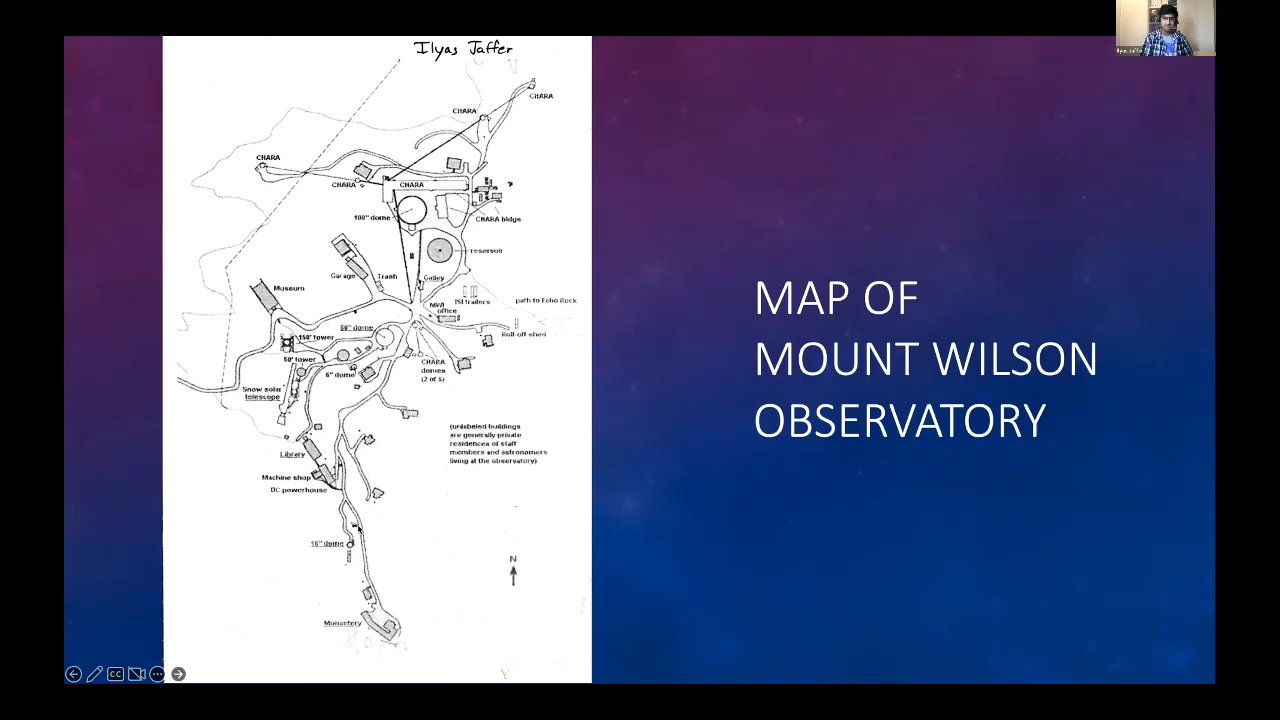 Ilyas Jaffer
CHARA
CHARA
CHARA
CHARA
CHARA
100" dome
CHARA bldgs
reservoir
Garage
Trash
Galley
Museum
ISI trailers
path to Echo Rock
MWA
office
60" dome
150' tower
Roll-off shed
60' tower
6" dome
CHARA
domes
(2 of 5)
Snow solar
telescope
(unlabeled buildings
are generally private
residences of staff
members and astronomers
living at the observatory)
Library
Machine shop
DC powerhouse
16" dome
N
Monastery
MAP OF
MOUNT WILSON
OBSERVATORY
CC